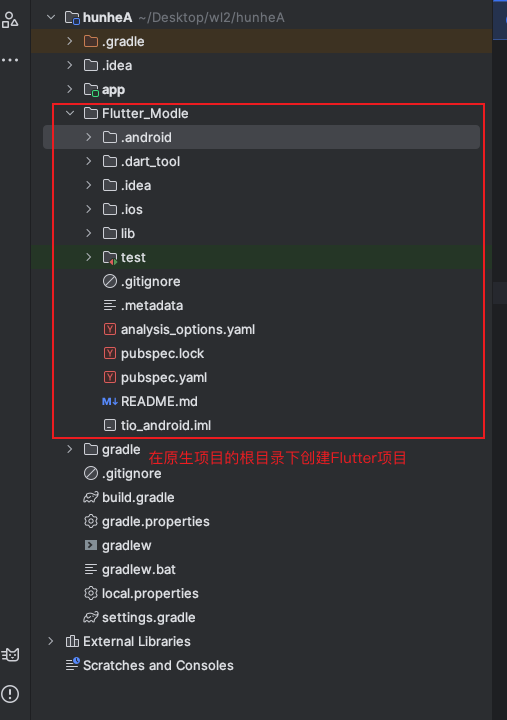 hunheA ~/Desktop/wl2/hunheA
.gradle
.idea
app
Flutter_Modle
.android
.dart_tool
.idea
.ios
lib
test
.gitignore
.metadata
analysis_options.yaml
pubspec.lock
pubspec.yaml
README.md
tio_android.iml
gradle
在原生项目的根目录下创建Flutter项目
.gitignore
build.gradle
gradle.properties
gradlew
gradlew.bat
local.properties
settings.gradle
External Libraries
Scratches and Consoles